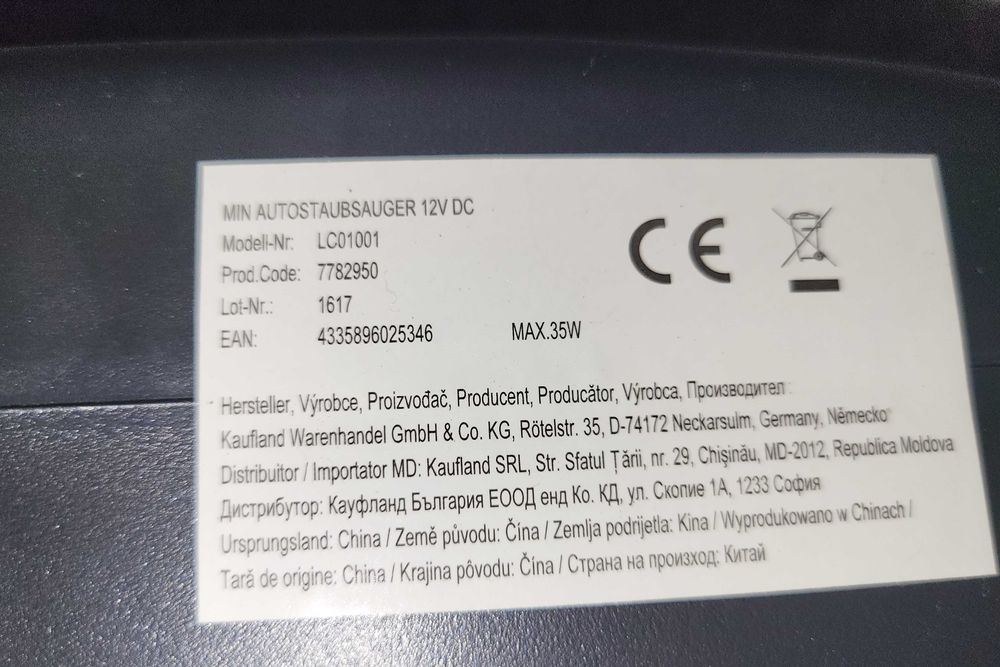 MIN AUTOSTAUBSAUGER 12V DC
Modell-Nr: LC01001
Prod.Code: 7782950
Lot-Nr.: 1617
EAN: 4335896025346 MAX.35W
CE
Hersteller, Výrobce, Proizvođač, Producent, Producător, Výrobca, Производител
Kaufland Warenhandel GmbH & Co. KG, Rötelstr. 35, D-74172 Neckarsulm, Germany, Německo
Distribuitor / Importator MD: Kaufland SRL, Str. Sfatul Țării, nr. 29, Chișinău, MD-2012, Republica Moldova
Дистрибутор: Кауфланд България ЕООД енд Ко. КД, ул. Скопие 1А, 1233 София
Ursprungsland: China / Země původu: Čína / Zemlja podrijetla: Kina / Wyprodukowano w Chinach /
Tară de origine: China / Krajina pôvodu: Čína / Страна на произход: Китай